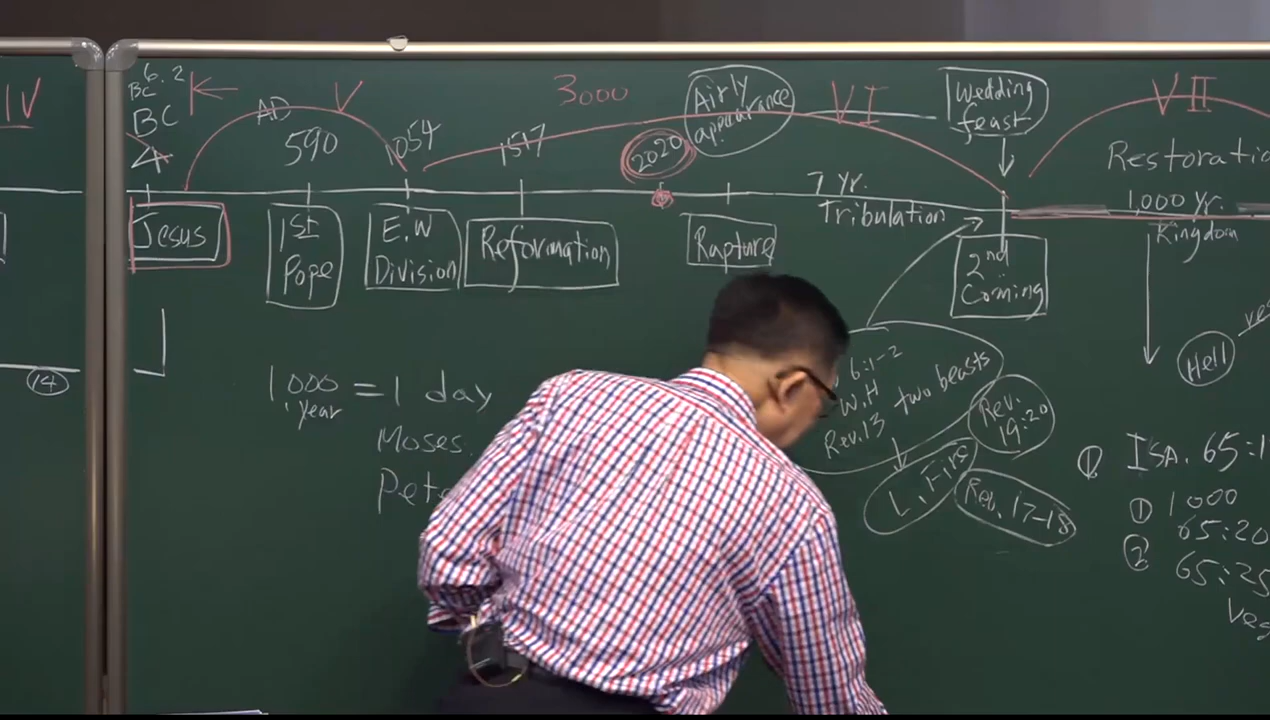 IV
BC 6.2
BC
4
AD
590
V
1054
1517
3000
2020
Airly
appearance
VI
Wedding
feast
VII
Restoratio
7 yr.
Tribulation
1,000 yr.
Kingdom
Jesus
1st
Pope
E.W
Division
Reformation
Rapture
2nd
Coming
14
1000 = 1 day
year
Moses
Pete
6:1-2
W.H
Rev.13 two beasts
Rev.
19:20
L. Fire
Rev. 17-18
Hell
ISA. 65:1
① 1000
65:20
② 65:25